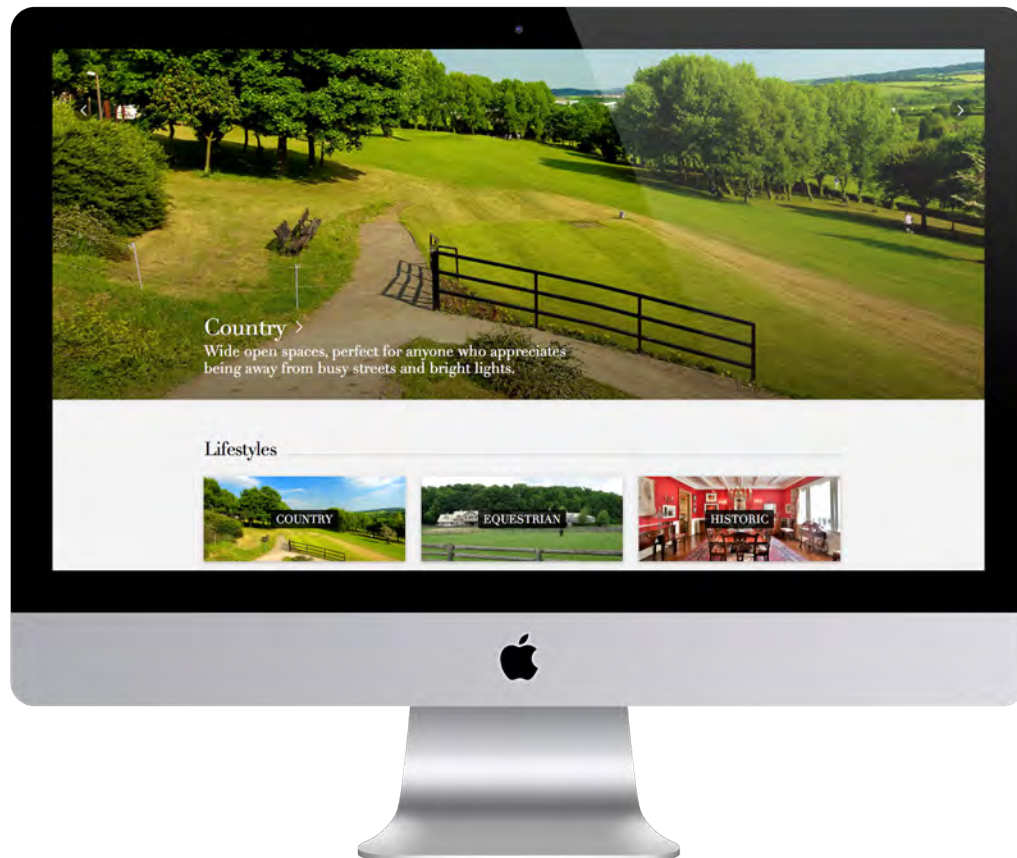 Country >
Wide open spaces, perfect for anyone who appreciates
being away from busy streets and bright lights.
Lifestyles
COUNTRY
EQUESTRIAN
HISTORIC